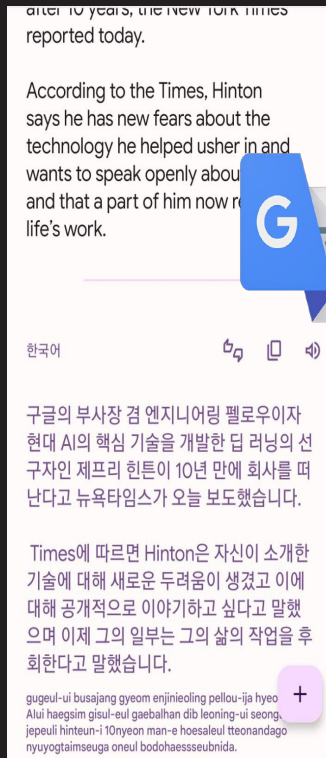 after 10 years, the New York Times
reported today.
According to the Times, Hinton
says he has new fears about the
technology he helped usher in and
wants to speak openly
and that a part of him now
life's work.
G
한국어
구글의 부사장 겸 엔지니어링 펠로우이자
현대 AI의 핵심 기술을 개발한 딥 러닝의 선
구자인 제프리 힌튼이 10년 만에 회사를 떠
난다고 뉴욕타임스가 오늘 보도했습니다.
Times에 따르면 Hinton은 자신이 소개한
기술에 대해 새로운 두려움이 생겼고 이에
대해 공개적으로 이야기하고 싶다고 말했
으며 이제 그의 일부는 그의 삶의 작업을 후
회한다고 말했습니다.
gugeul-ui busajang gyeom enjinieoling pellou-ija
AIui haegsim gisul-eul gaebalhan dib leoning-ui
jepeuli hinteun-i 10nyeon man-e hoesaleul tteonandago
nyuyogtaimseuga oneul bodohaessseubnida.